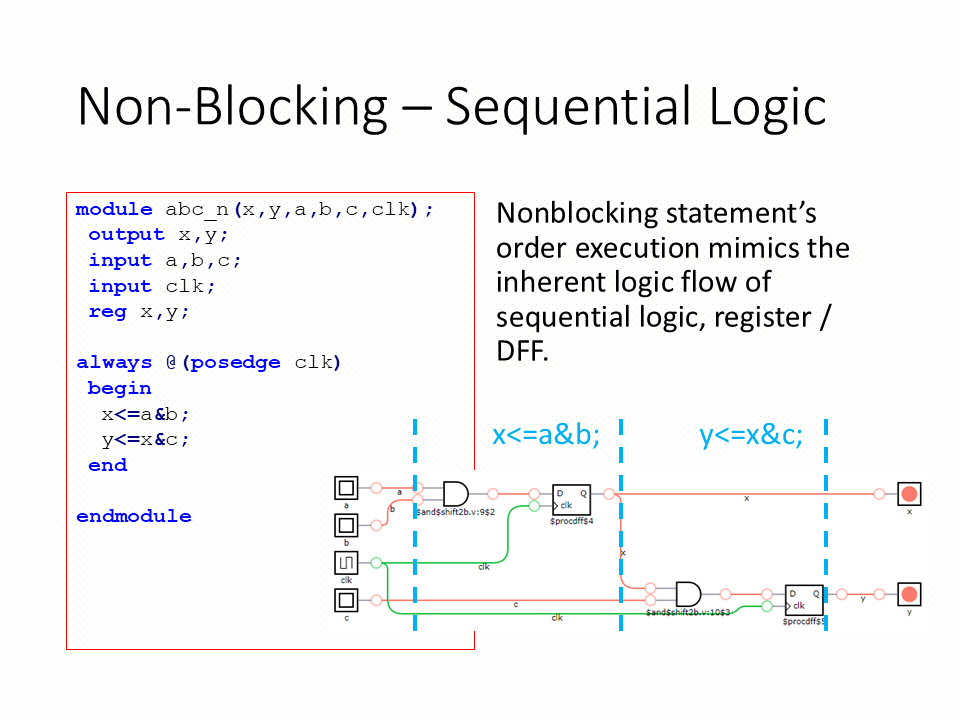 Non-Blocking – Sequential Logic
module abc_n(x,y,a,b,c,clk);
output x,y;
input a,b,c;
input clk;
reg x,y;
always @(posedge clk)
begin
x<=a&b;
y<=x&c;
end
endmodule
Nonblocking statement’s
order execution mimics the
inherent logic flow of
sequential logic, register /
DFF.
x<=a&b; y<=x&c;
a
a
b
b
clk
clk
c
c
clk
$and$shift2b.v:9$2
D Q
clk
$procdff$4
x
x
x
$and$shift2b.v:10$3
D Q
clk
$procdff$5
y
y